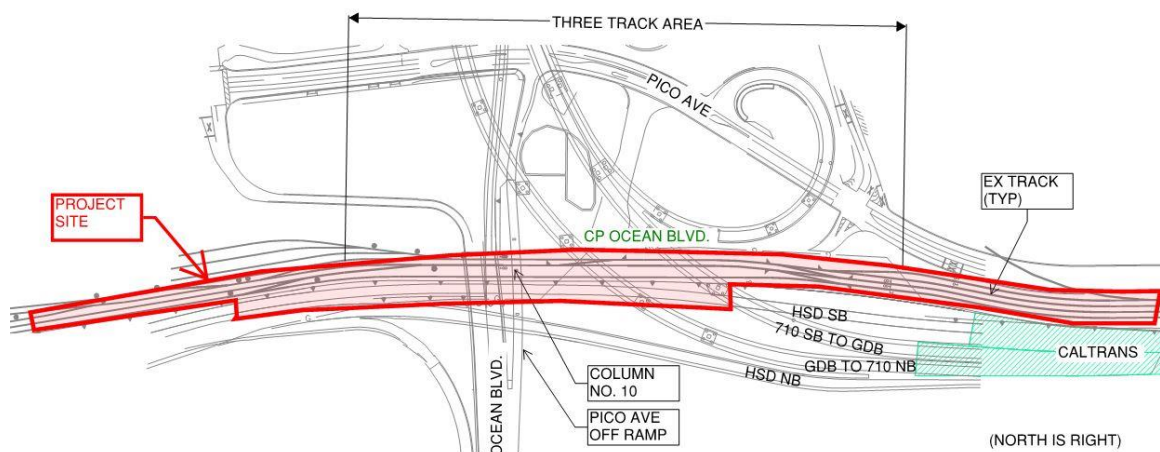 THREE TRACK AREA
PICO AVE
PROJECT
SITE
EX TRACK
(TYP)
CP OCEAN BLVD.
HSD SB
710 SB TO GDB
GDB TO 710 NB
HSD NB
CALTRANS
OCEAN BLVD.
COLUMN
NO. 10
PICO AVE
OFF RAMP
(NORTH IS RIGHT)